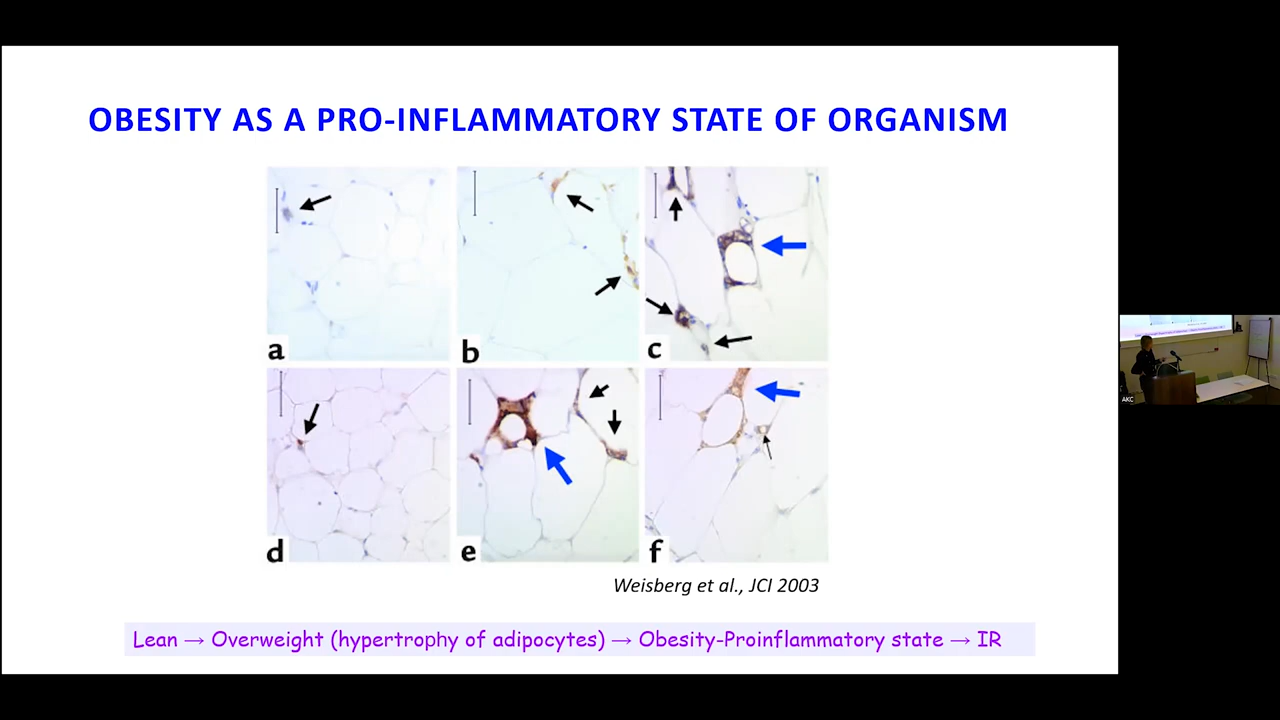 OBESITY AS A PRO-INFLAMMATORY STATE OF ORGANISM
a
b
c
d
e
f
Weisberg et al., JCI 2003
Lean → Overweight (hypertrophy of adipocytes) → Obesity-Proinflammatory state → IR
AKC